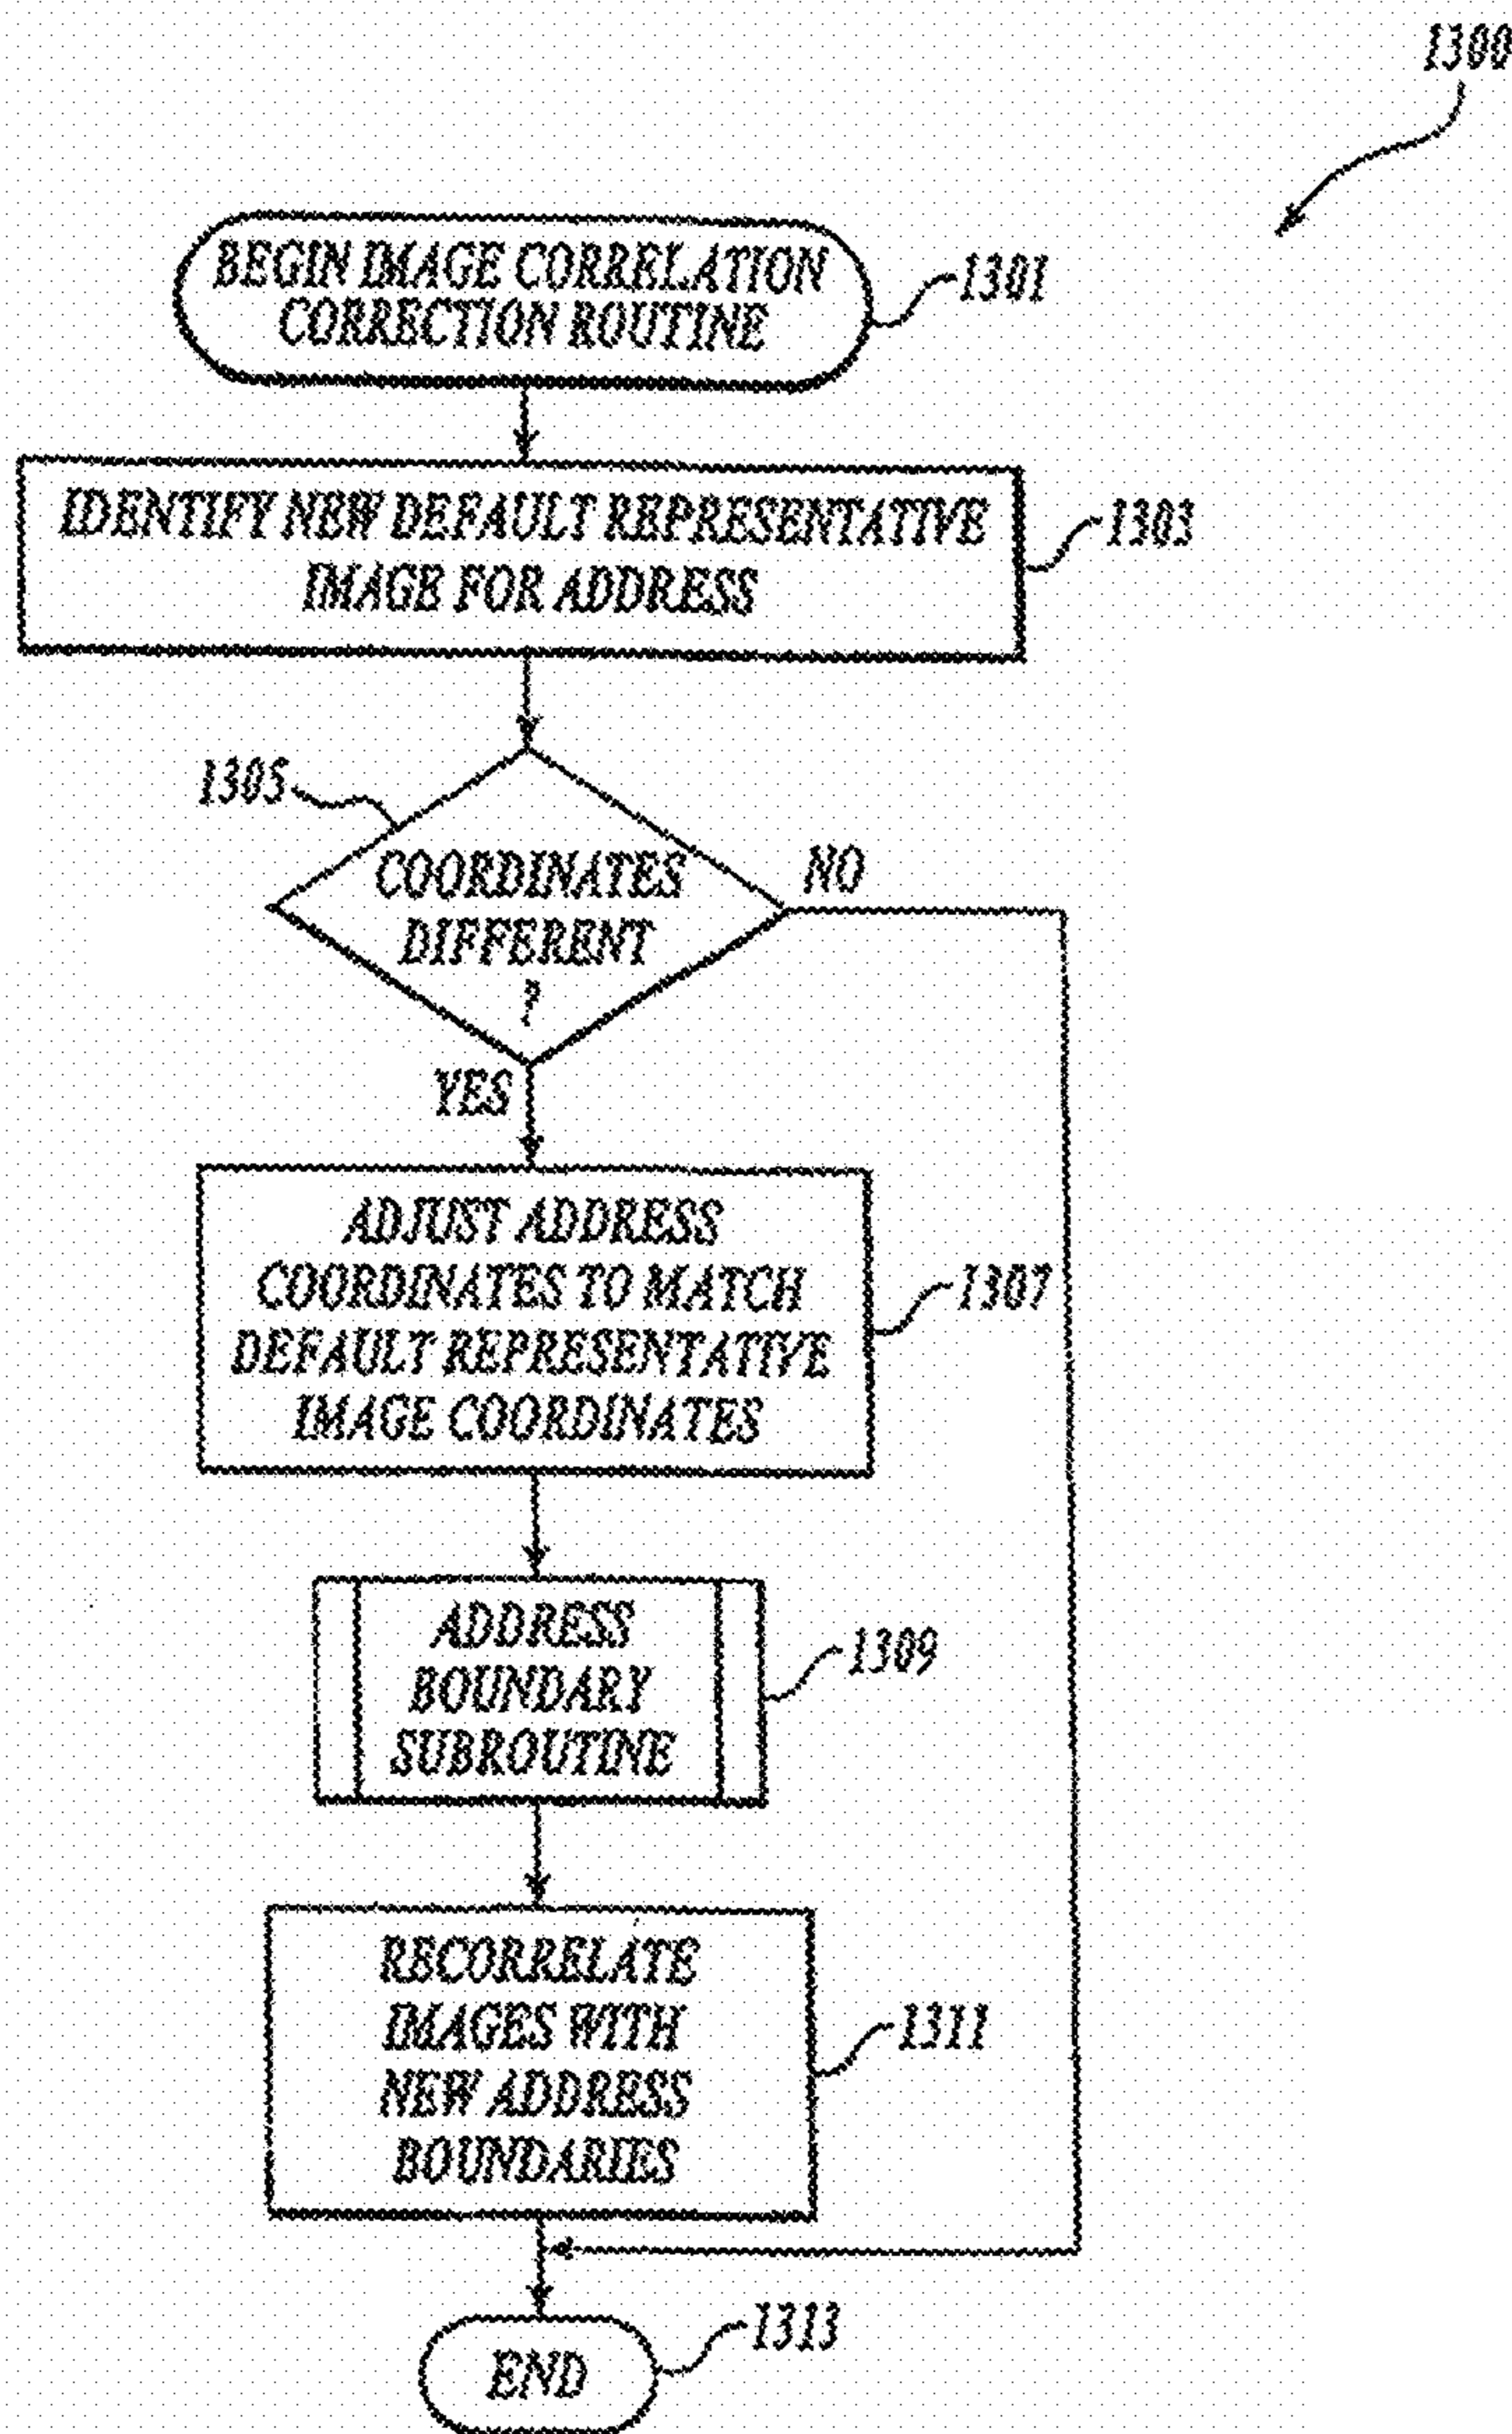 1300
BEGIN IMAGE CORRELATION
CORRECTION ROUTINE
1301
IDENTIFY NEW DEFAULT REPRESENTATIVE
IMAGE FOR ADDRESS
1303
1305
COORDINATES
DIFFERENT
?
NO
YES
ADJUST ADDRESS
COORDINATES TO MATCH
DEFAULT REPRESENTATIVE
IMAGE COORDINATES
1307
ADDRESS
BOUNDARY
SUBROUTINE
1309
RECORRELATE
IMAGES WITH
NEW ADDRESS
BOUNDARIES
1311
END
1313